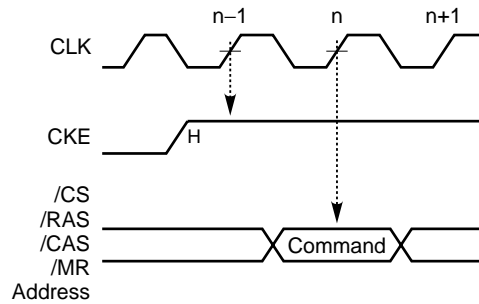 n−1 n n+1
CLK
CKE H
/CS
/RAS
/CAS Command
/MR
Address